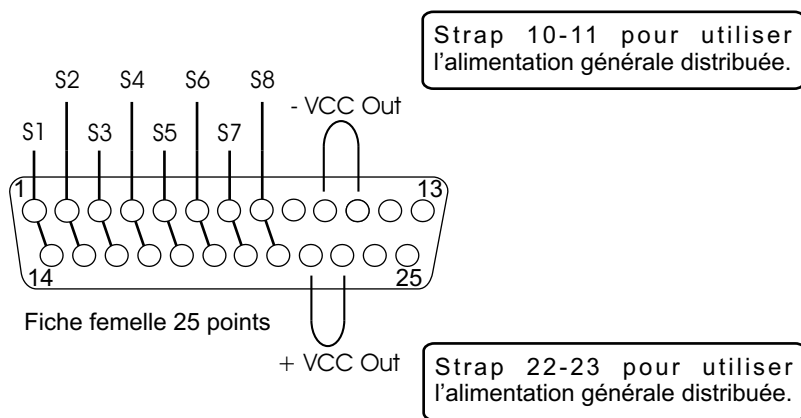 Strap 10-11 pour utiliser
l'alimentation générale distribuée.
S2 S4 S6 S8
- VCC Out
S1 S3 S5 S7
1 13
14 25
Fiche femelle 25 points
+ VCC Out
Strap 22-23 pour utiliser
l'alimentation générale distribuée.